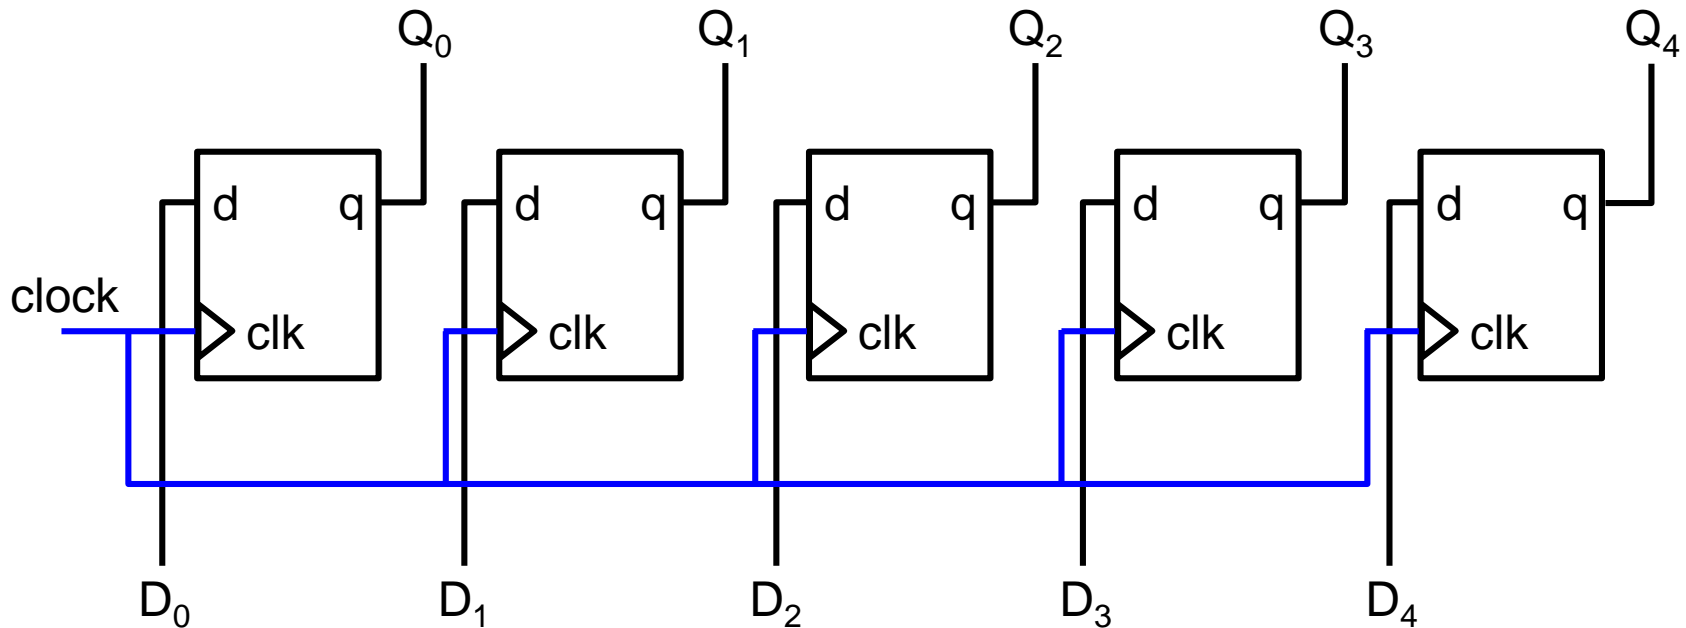 Q₀ Q₁ Q₂ Q₃ Q₄
d q d q d q d q d q
clock
clk clk clk clk clk
D₀ D₁ D₂ D₃ D₄